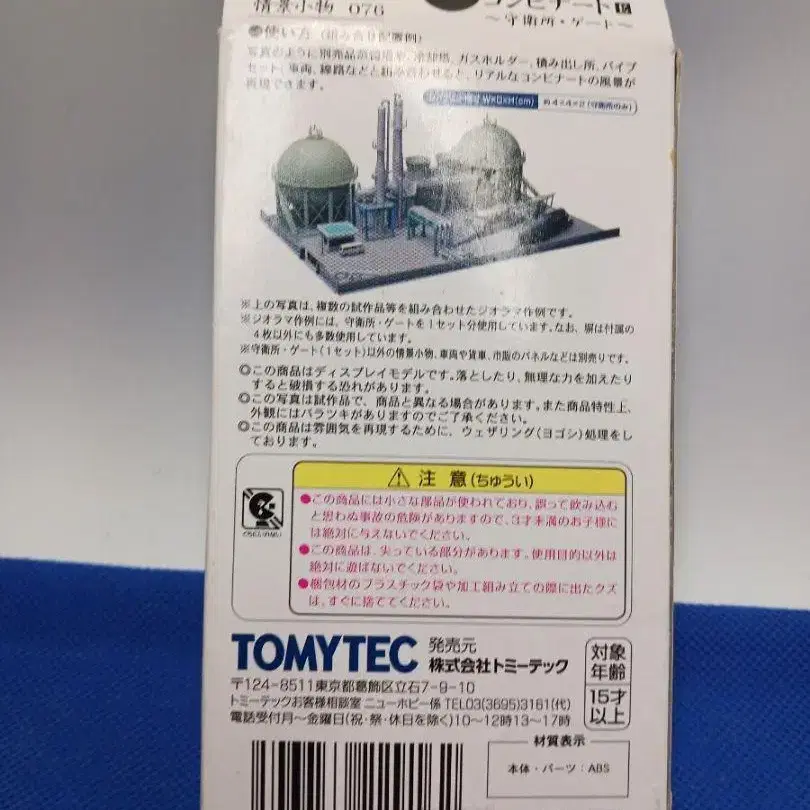 情景小物 076
コンビナートE
～守衛所・ゲート～
使い方(組み合せ配置例)
写真のように別売品蒸留塔や、冷却塔、ガスホルダー、積み出し所、パイプ
セット、車両、線路などと組み合わせると、リアルなコンビナートの風景が
再現できます。
W×D×H(cm) 約4×4×2(守衛所のみ)
※上の写真は、複数の試作品等を組み合わせたジオラマ作例です。
※ジオラマ作例には、守衛所・ゲートを1セット分使用しています。なお、塀は付属の
4枚以外にも多数使用しています。
※守衛所・ゲート(1セット)以外の情景小物、車両や貨車、市販のパネルなどは別売りです。
◎この商品はディスプレイモデルです。落としたり、無理な力を加えたり
すると破損する恐れがあります。
◎この写真は試作品で、商品と異なる場合があります。また商品特性上、
外観にはバラツキがありますのでご了承ください。
◎この商品は雰囲気を再現するために、ウェザリング(ヨゴシ)処理をし
ております。
注意(ちゅうい)
●この商品には小さな部品が使われており、誤って飲み込む
と思わぬ事故の危険がありますので、3才未満のお子様に
は絶対に与えないでください。
●この商品は、尖っている部分があります。使用目的以外は
絶対に遊ばないでください。
●梱包材のプラスチック袋や加工組み立ての際に出たクズ
は、すぐに捨ててください。
TOMYTEC
発売元
株式会社トミーテック
〒124-8511東京都葛飾区立石7-9-10
トミーテックお客様相談室 ニューホビー係 TEL03(3695)3161(代)
電話受付月～金曜日(祝・祭・休日を除く)10～12時13～17時
対象
年齢
15才
以上
材質表示
本体・パーツ:ABS